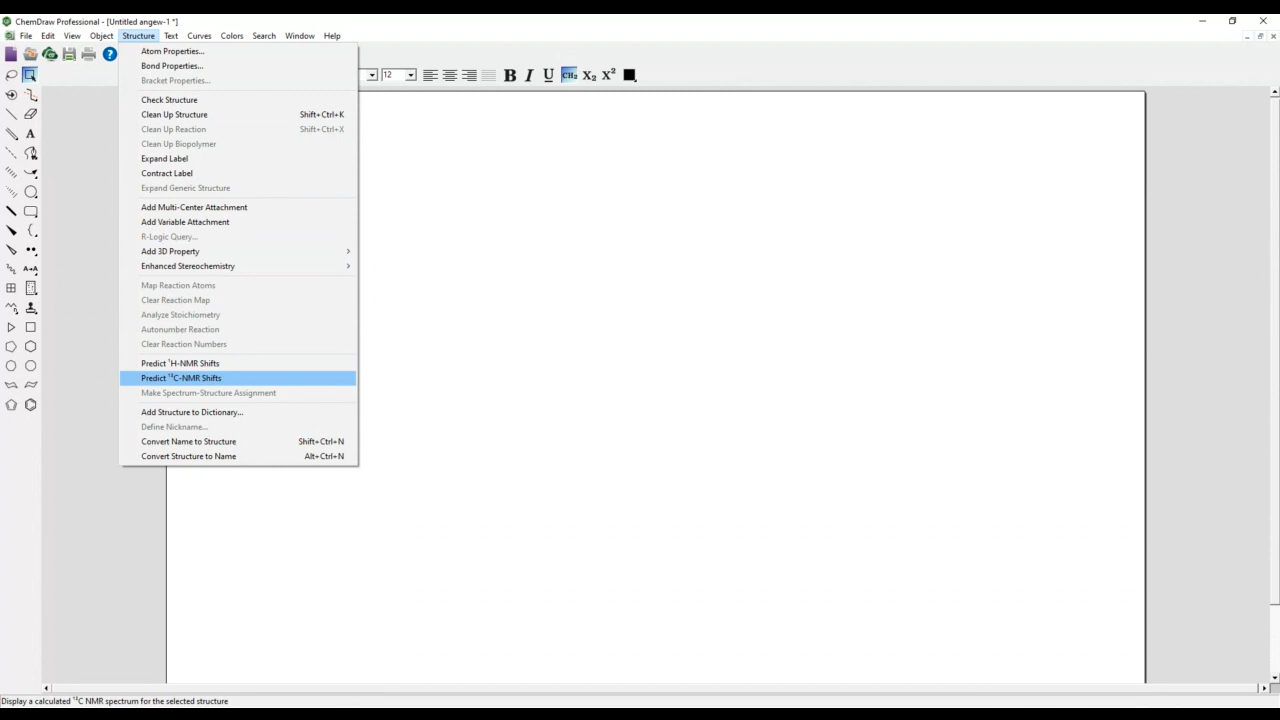 ChemDraw Professional - [Untitled angew-1 *]
File Edit View Object Structure Text Curves Colors Search Window Help
12 B I U CH₂ X₂ X²
A
A→A
Atom Properties...
Bond Properties...
Bracket Properties...
Check Structure
Clean Up Structure Shift+Ctrl+K
Clean Up Reaction Shift+Ctrl+X
Clean Up Biopolymer
Expand Label
Contract Label
Expand Generic Structure
Add Multi-Center Attachment
Add Variable Attachment
R-Logic Query...
Add 3D Property
Enhanced Stereochemistry
Map Reaction Atoms
Clear Reaction Map
Analyze Stoichiometry
Autonumber Reaction
Clear Reaction Numbers
Predict ¹H-NMR Shifts
Predict ¹³C-NMR Shifts
Make Spectrum-Structure Assignment
Add Structure to Dictionary...
Define Nickname...
Convert Name to Structure Shift+Ctrl+N
Convert Structure to Name Alt+Ctrl+N
Display a calculated ¹³C NMR spectrum for the selected structure